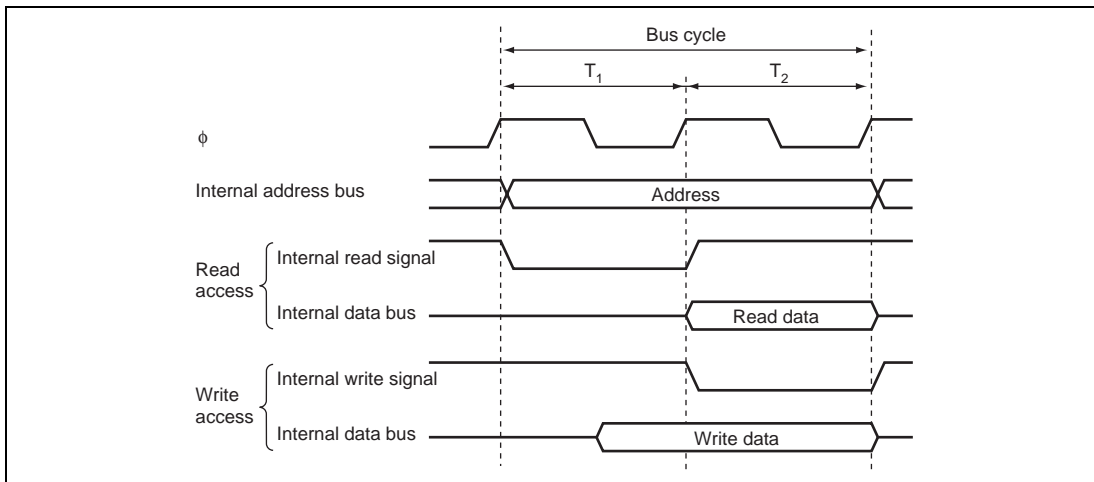 Bus cycle
T1 T2
ϕ
Internal address bus Address
Read access
Internal read signal
Internal data bus Read data
Write access
Internal write signal
Internal data bus Write data